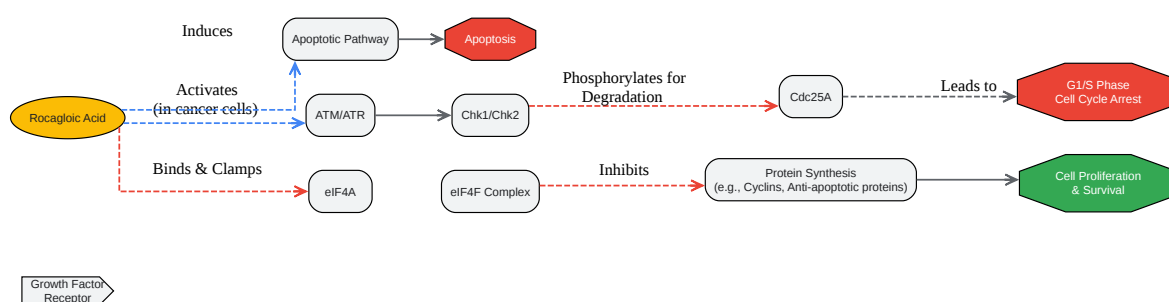 Induces
Apoptotic Pathway
Apoptosis
Activates
(in cancer cells)
Phosphorylates for
Degradation
Rocagloic Acid
ATM/ATR
Chk1/Chk2
Cdc25A
Leads to
G1/S Phase
Cell Cycle Arrest
Binds & Clamps
eIF4A
eIF4F Complex
Inhibits
Protein Synthesis
(e.g., Cyclins, Anti-apoptotic proteins)
Cell Proliferation
& Survival
Growth Factor
Receptor